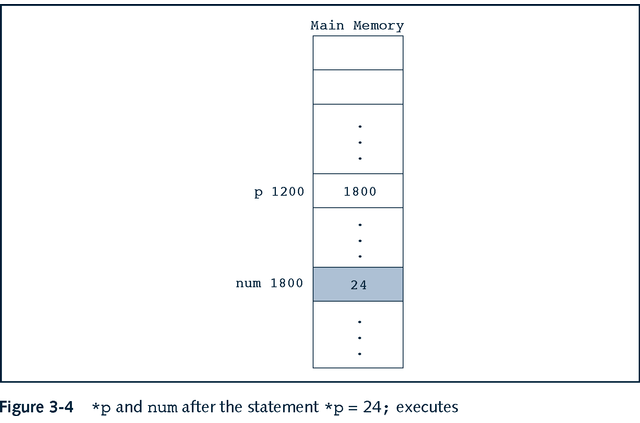 Main Memory
.
.
.
p 1200 1800
.
.
.
num 1800 24
.
.
.
Figure 3-4 *p and num after the statement *p = 24; executes